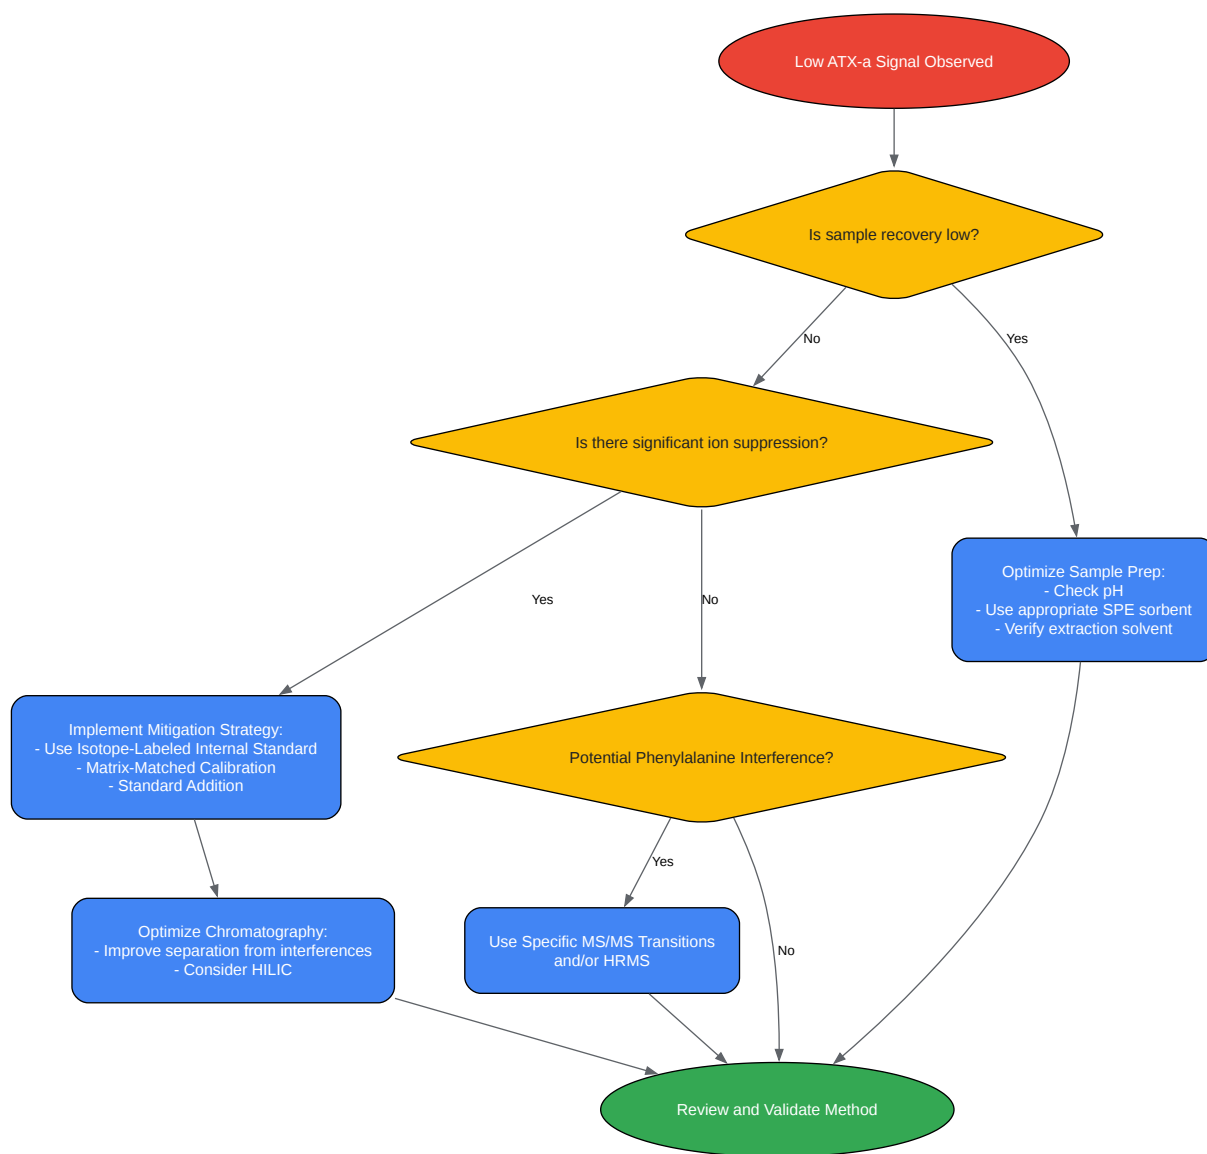 Low ATX-a Signal Observed
Is sample recovery low?
No
Yes
Is there significant ion suppression?
Yes
No
Optimize Sample Prep:
- Check pH
- Use appropriate SPE sorbent
- Verify extraction solvent
Implement Mitigation Strategy:
- Use Isotope-Labeled Internal Standard
- Matrix-Matched Calibration
- Standard Addition
Potential Phenylalanine Interference?
Yes
No
Optimize Chromatography:
- Improve separation from interferences
- Consider HILIC
Use Specific MS/MS Transitions
and/or HRMS
Review and Validate Method